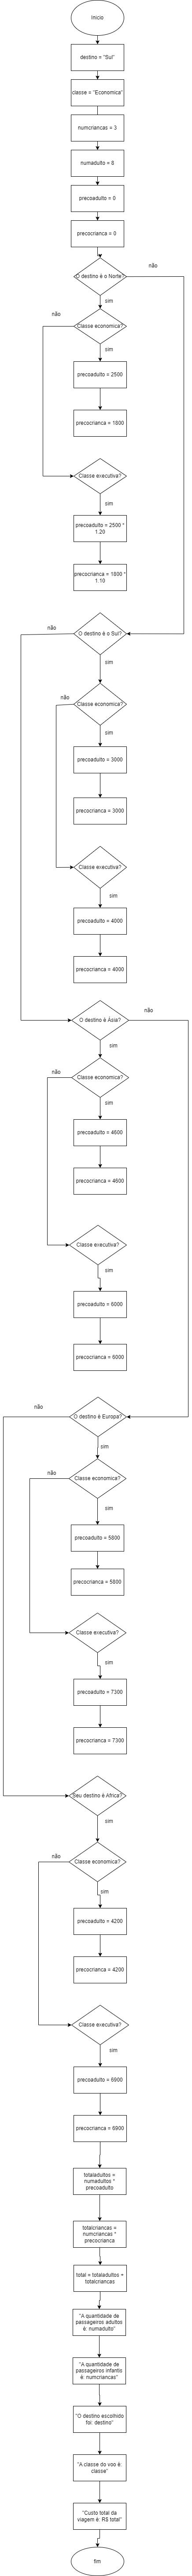 Inicio
destino = "Sul"
classe = "Economica"
numcriancas = 3
numadulto = 8
precoadulto = 0
precocrianca = 0
O destino é o Norte?
não
sim
Classe economica?
não
sim
precoadulto = 2500
precocrianca = 1800
Classe executiva?
sim
precoadulto = 2500 *
1.20
precocrianca = 1800 *
1.10
O destino é o Sul?
não
sim
Classe economica?
não
sim
precoadulto = 3000
precocrianca = 3000
Classe executiva?
sim
precoadulto = 4000
precocrianca = 4000
O destino é Ásia?
não
sim
Classe economica?
não
sim
precoadulto = 4600
precocrianca = 4600
Classe executiva?
sim
precoadulto = 6000
precocrianca = 6000
O destino é Europa?
não
sim
Classe economica?
não
sim
precoadulto = 5800
precocrianca = 5800
Classe executiva?
sim
precoadulto = 7300
precocrianca = 7300
Seu destino é Africa?
sim
Classe economica?
não
sim
precoadulto = 4200
precocrianca = 4200
Classe executiva?
sim
precoadulto = 6900
precocrianca = 6900
totaladultos =
numadultos *
precoadulto
totalcriancas =
numcriancas *
precocrianca
total = totaladultos +
totalcriancas
"A quantidade de
passageiros adultos
é: numadulto"
"A quantidade de
passageiros infantis
é: numcriancas"
"O destino escolhido
foi: destino"
"A classe do voo é:
classe"
"Custo total da
viagem é: R$ total"
fim